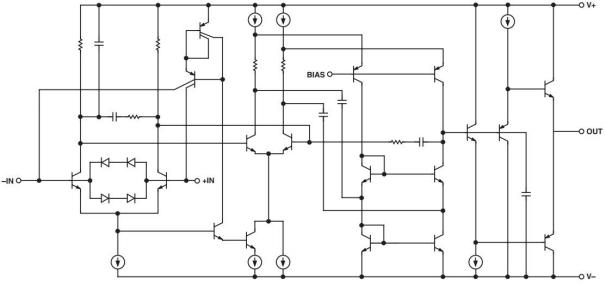 V+
BIAS
OUT
–IN
+IN
V–